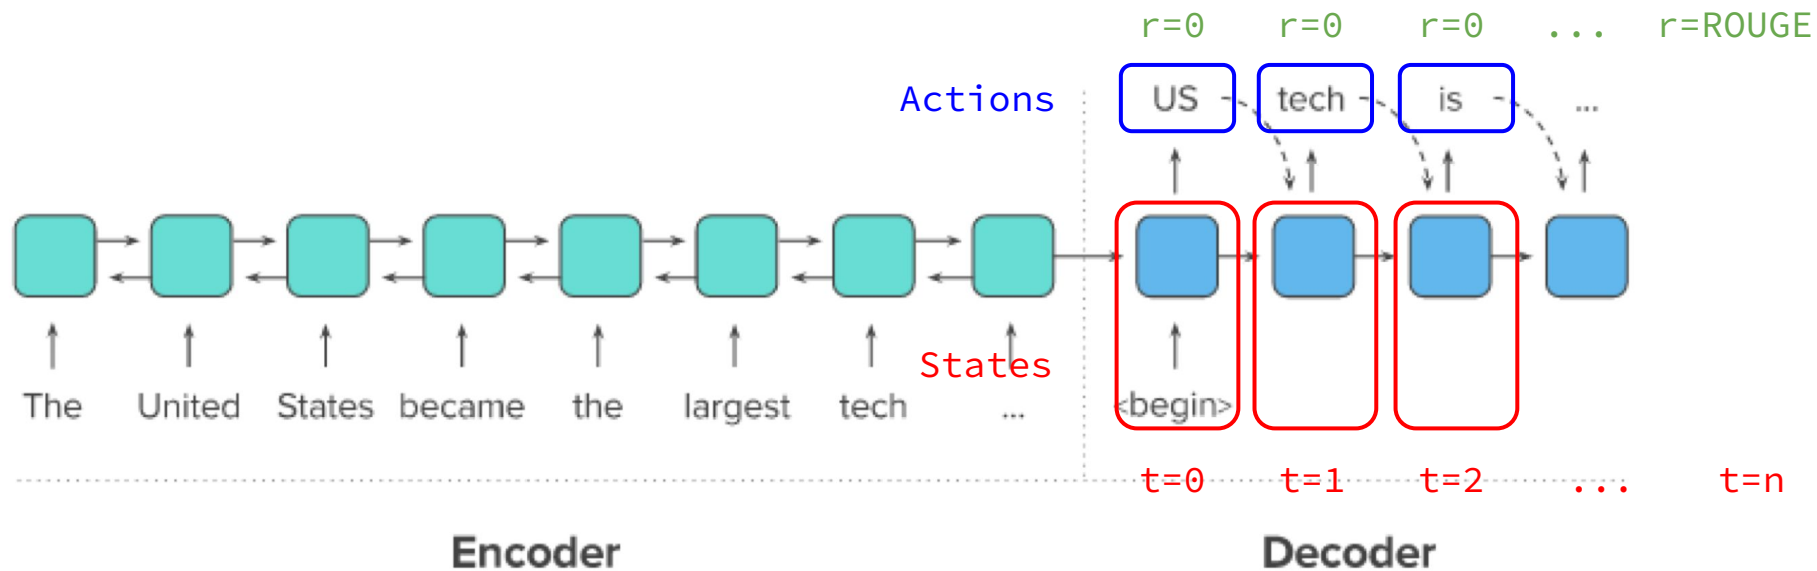 r=0 r=0 r=0 ... r=ROUGE
Actions US tech is ...
States
The United States became the largest tech ... <begin>
t=0 t=1 t=2 ... t=n
Encoder Decoder